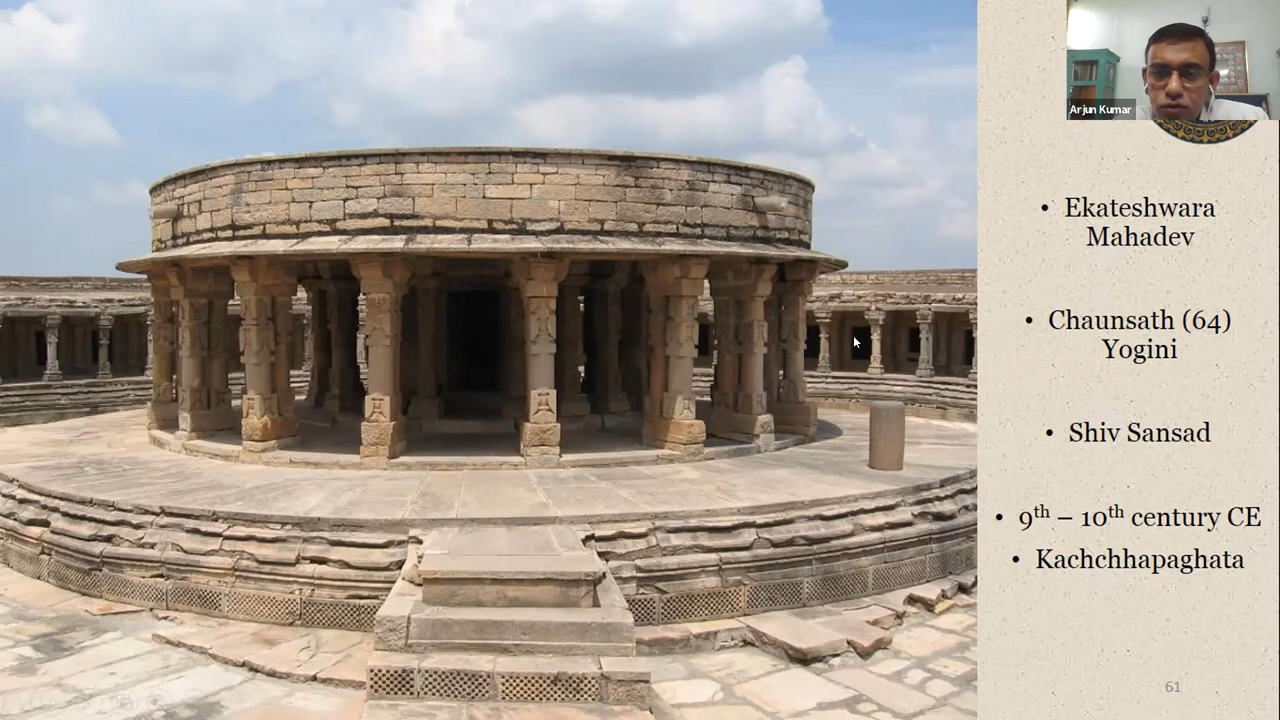 Arjun Kumar
• Ekateshwara
Mahadev
• Chaunsath (64)
Yogini
• Shiv Sansad
• 9th – 10th century CE
• Kachchhapaghata
61